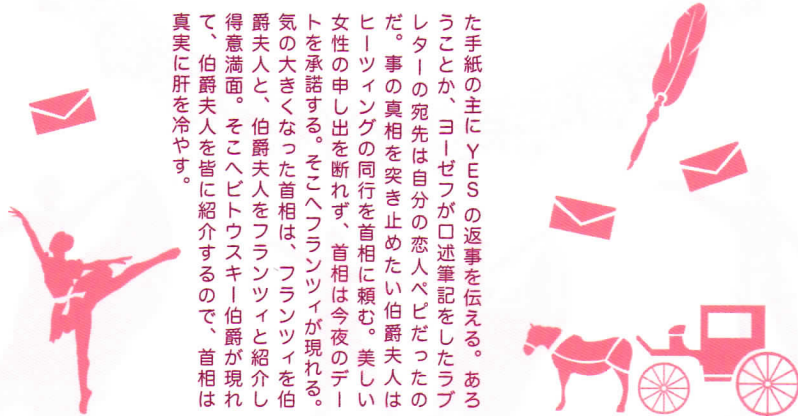 た手紙の主にYESの返事を伝える。あろ
うことか、ヨーゼフが口述筆記をしたラブ
レターの宛先は自分の恋人ペピだったの
だ。事の真相を突き止めたい伯爵夫人は
ヒーツィングの同行を首相に頼む。美しい
女性の申し出を断れず、首相は今夜のデー
トを承諾する。そこへフランツィが現れる。
気の大きくなった首相は、フランツィを伯
爵夫人と、伯爵夫人をフランツィと紹介し
得意満面。そこへビトウスキー伯爵が現れ
て、伯爵夫人を皆に紹介するので、首相は
真実に肝を冷やす。